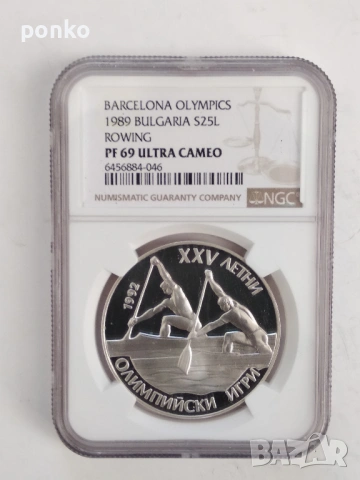 ponko
BARCELONA OLYMPICS
1989 BULGARIA S25L
ROWING
PF 69 ULTRA CAMEO
6456884-046
NUMISMATIC GUARANTY COMPANY
NGC
1992
XXV ЛЕТНИ
ОЛИМПИЙСКИ ИГРИ
BAZAR